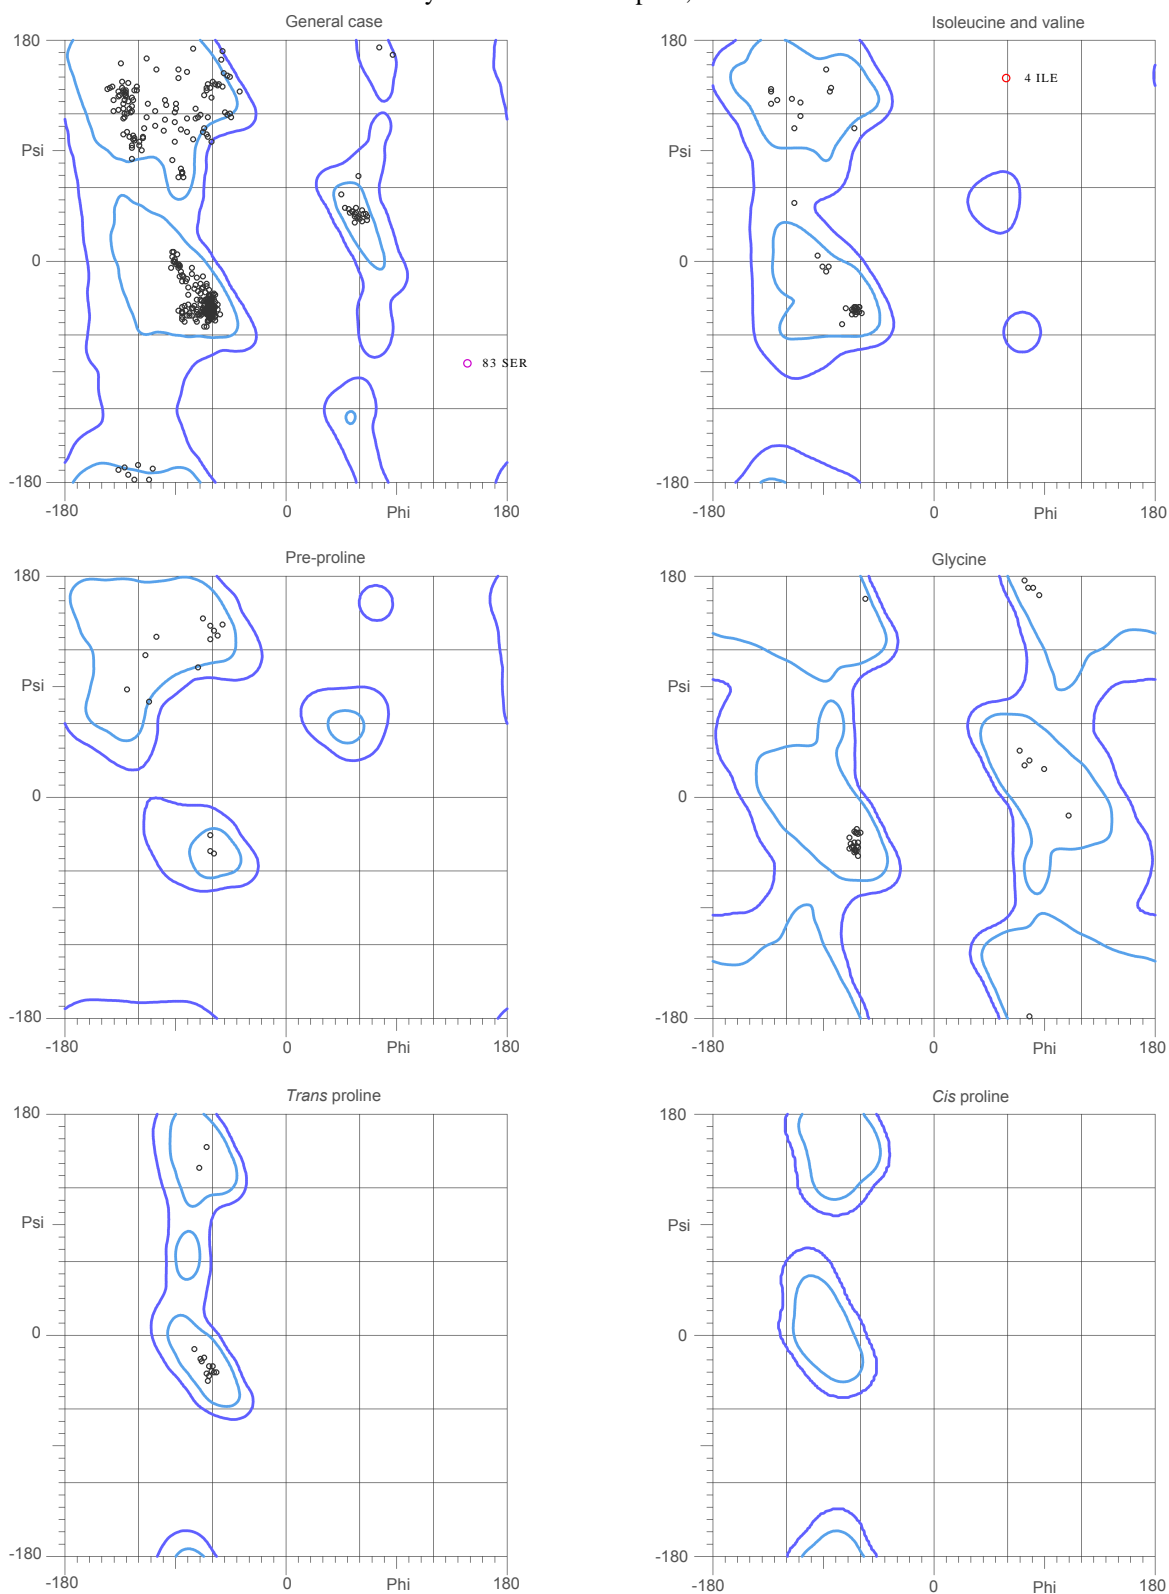 General case
180
Psi
0
-180
-180
0
Phi
180
83 SER
Isoleucine and valine
180
Psi
0
-180
-180
0
Phi
180
4 ILE
Pre-proline
180
Psi
0
-180
-180
0
Phi
180
Glycine
180
Psi
0
-180
-180
0
Phi
180
Trans proline
180
Psi
0
-180
-180
0
Phi
180
Cis proline
180
Psi
0
-180
-180
0
Phi
180